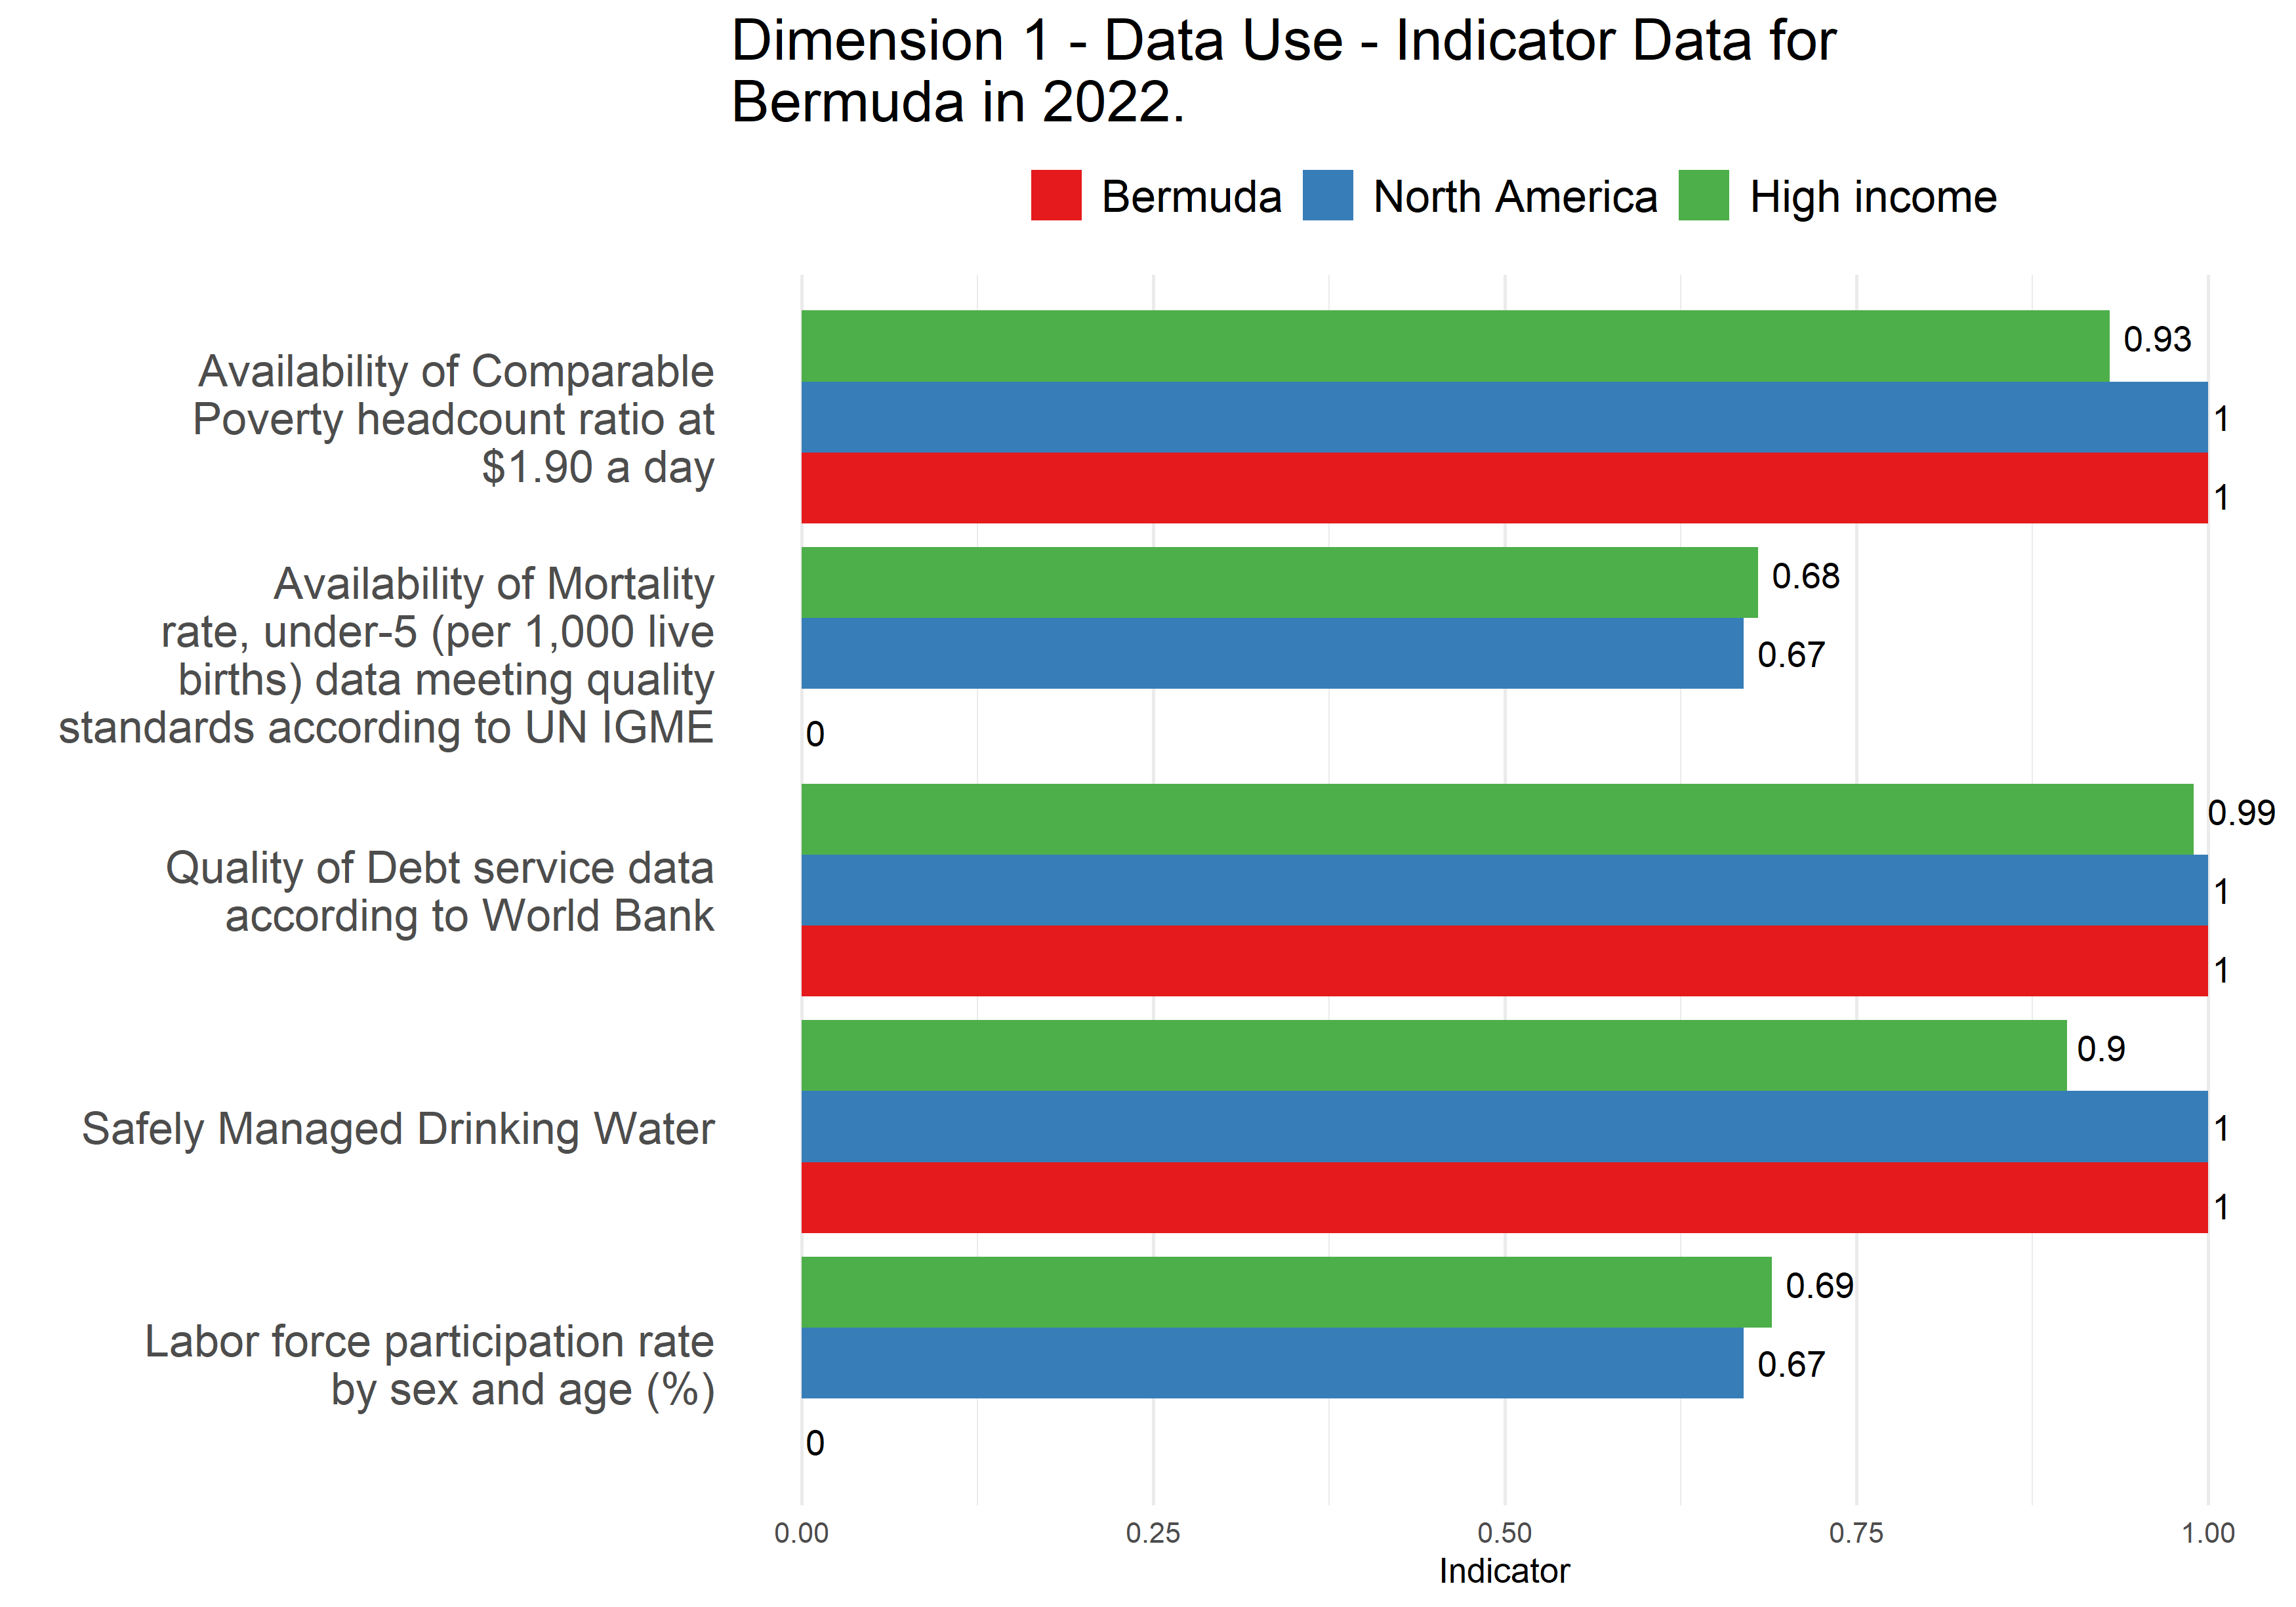 Dimension 1 - Data Use - Indicator Data for
Bermuda in 2022.
Bermuda
North America
High income
Availability of Comparable
Poverty headcount ratio at
$1.90 a day
0.93
1
1
Availability of Mortality
rate, under-5 (per 1,000 live
births) data meeting quality
standards according to UN IGME
0.68
0.67
0
Quality of Debt service data
according to World Bank
0.99
1
1
Safely Managed Drinking Water
0.9
1
1
Labor force participation rate
by sex and age (%)
0.69
0.67
0
0.00
0.25
0.50
0.75
1.00
Indicator